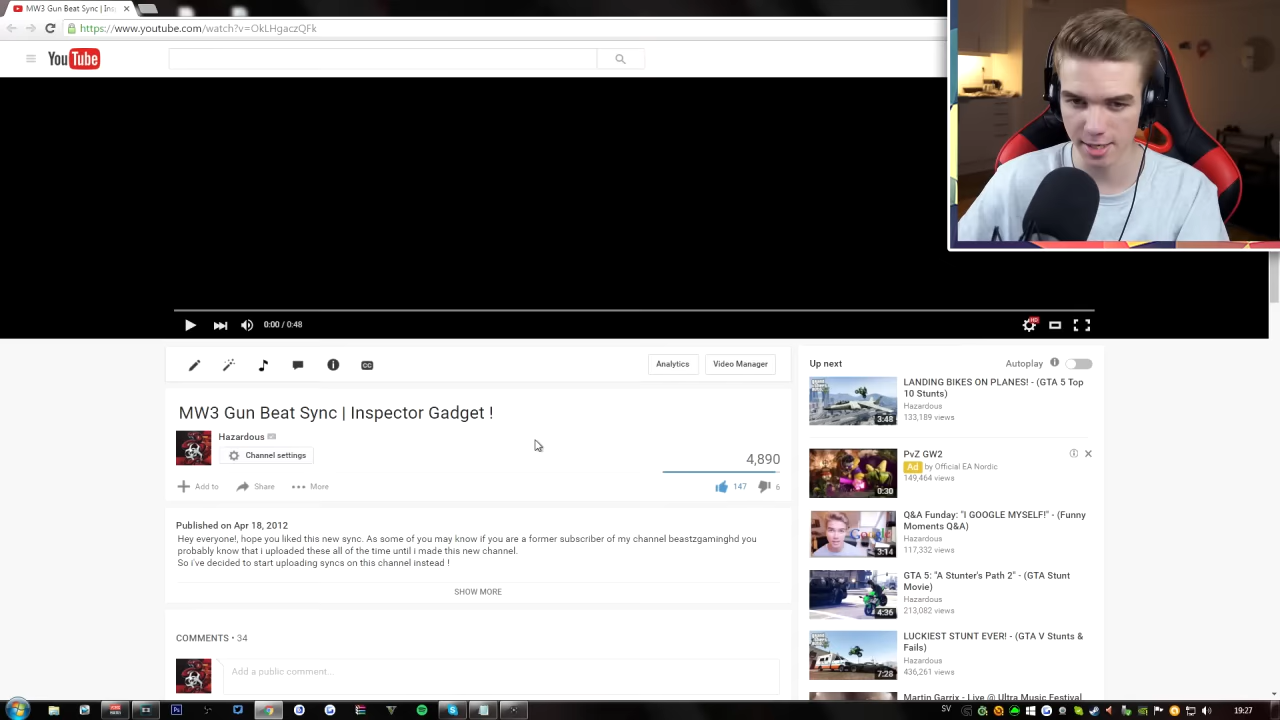 MW3 Gun Beat Sync | Ins
https://www.youtube.com/watch?v=OkLHgaczQFk
YouTube
0:00 / 0:48
HD
CC
Analytics
Video Manager
MW3 Gun Beat Sync | Inspector Gadget !
Hazardous
Channel settings
4,890
Add to
Share
More
147
6
Published on Apr 18, 2012
Hey everyone!, hope you liked this new sync. As some of you may know if you are a former subscriber of my channel beastzgaminghd you
probably know that i uploaded these all of the time until i made this new channel.
So i've decided to start uploading syncs on this channel instead !
SHOW MORE
COMMENTS • 34
Add a public comment...
Up next
Autoplay
LANDING BIKES ON PLANES! - (GTA 5 Top
10 Stunts)
Hazardous
133,189 views
3:48
PvZ GW2
Ad by Official EA Nordic
149,464 views
0:30
Q&A Funday: "I GOOGLE MYSELF!" - (Funny
Moments Q&A)
Hazardous
117,332 views
3:14
GTA 5: "A Stunter's Path 2" - (GTA Stunt
Movie)
Hazardous
213,082 views
4:36
LUCKIEST STUNT EVER! - (GTA V Stunts &
Fails)
Hazardous
436,261 views
7:28
Martin Garrix - Live @ Ultra Music Festival
SV
19:27